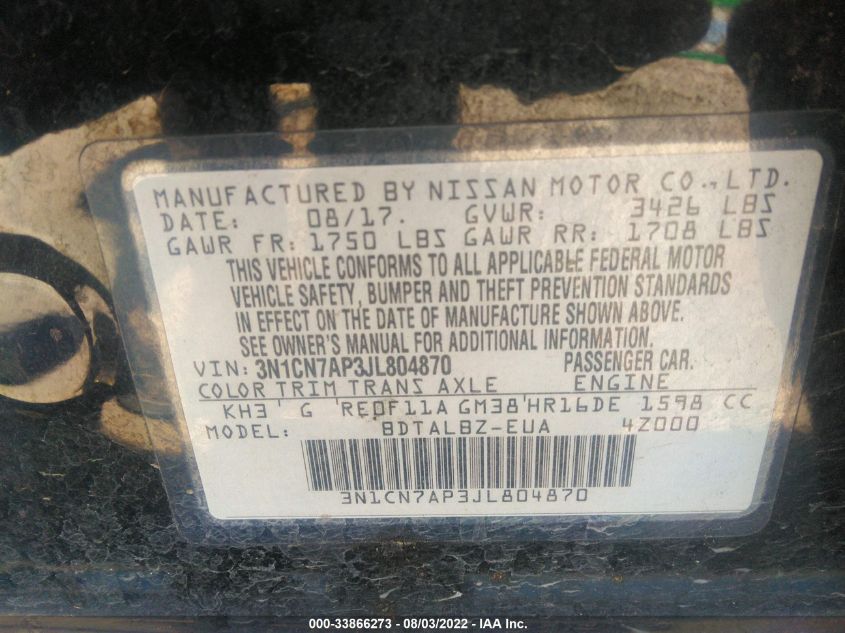 MANUFACTURED BY NISSAN MOTOR CO., LTD.
DATE: 08/17. GVWR: 3426 LBS
GAWR FR: 1750 LBS GAWR RR: 1708 LBS
THIS VEHICLE CONFORMS TO ALL APPLICABLE FEDERAL MOTOR
VEHICLE SAFETY, BUMPER AND THEFT PREVENTION STANDARDS
IN EFFECT ON THE DATE OF MANUFACTURE SHOWN ABOVE.
SEE OWNER'S MANUAL FOR ADDITIONAL INFORMATION.
VIN: 3N1CN7AP3JL804870 PASSENGER CAR.
COLOR TRIM TRANS AXLE ENGINE
KH3 G RE0F11A GM38 HR16DE 1598 CC
MODEL: BDTALBZ-EUA 4Z000
3N1CN7AP3JL804870
000-33866273 - 08/03/2022 - IAA Inc.